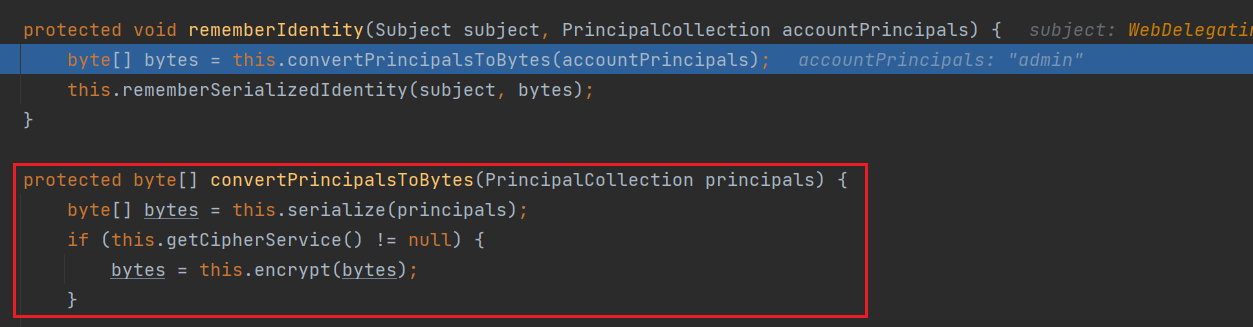 protected void rememberIdentity(Subject subject, PrincipalCollection accountPrincipals) {  subject: WebDelegatin
    byte[] bytes = this.convertPrincipalsToBytes(accountPrincipals);  accountPrincipals: "admin"
    this.rememberSerializedIdentity(subject, bytes);
}
protected byte[] convertPrincipalsToBytes(PrincipalCollection principals) {
    byte[] bytes = this.serialize(principals);
    if (this.getCipherService() != null) {
        bytes = this.encrypt(bytes);
    }